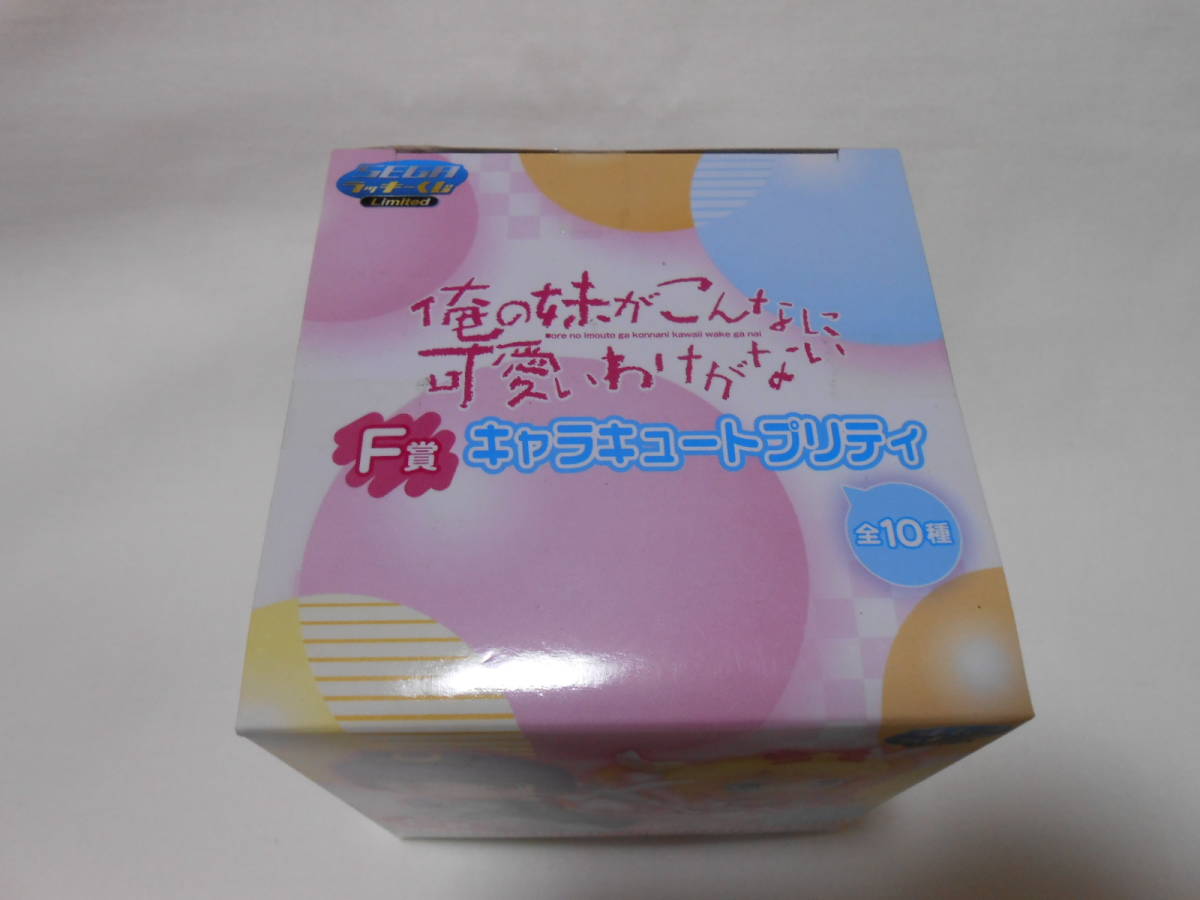 SEGA
ラッキーくじ
Limited
俺の妹がこんなに
ore no imouto ga konnani kawaii wake ga nai
可愛いわけがない
F賞 キャラキュートプリティ
全10種